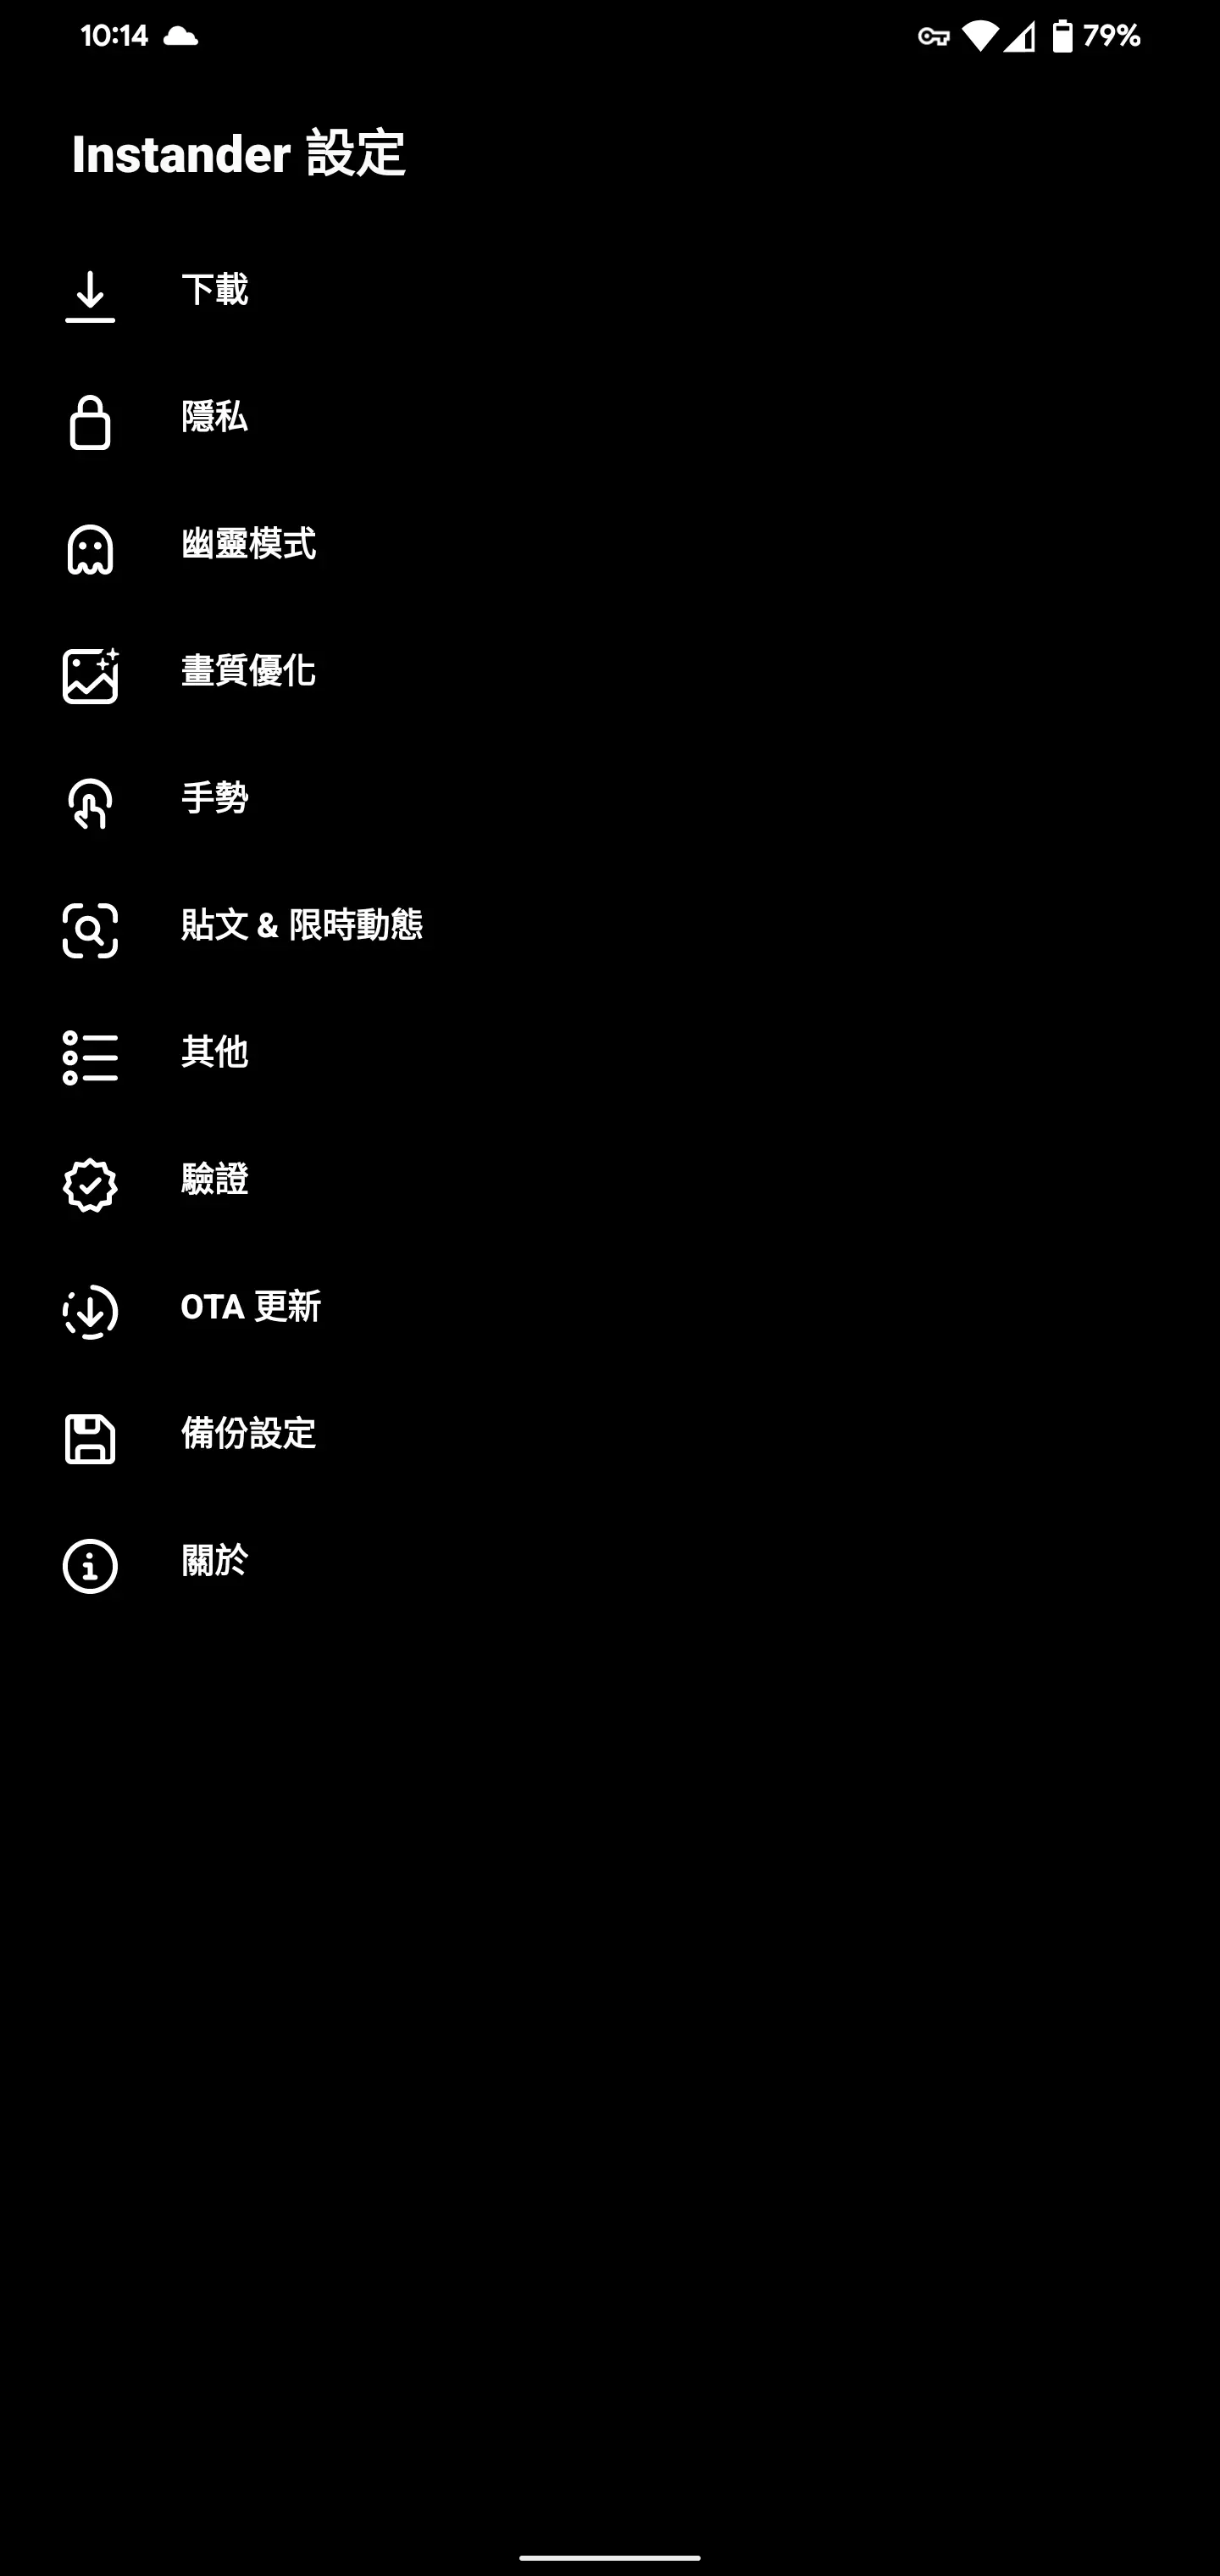 10:14 79%
Instander 設定
下載
隱私
幽靈模式
畫質優化
手勢
貼文 & 限時動態
其他
驗證
OTA 更新
備份設定
關於